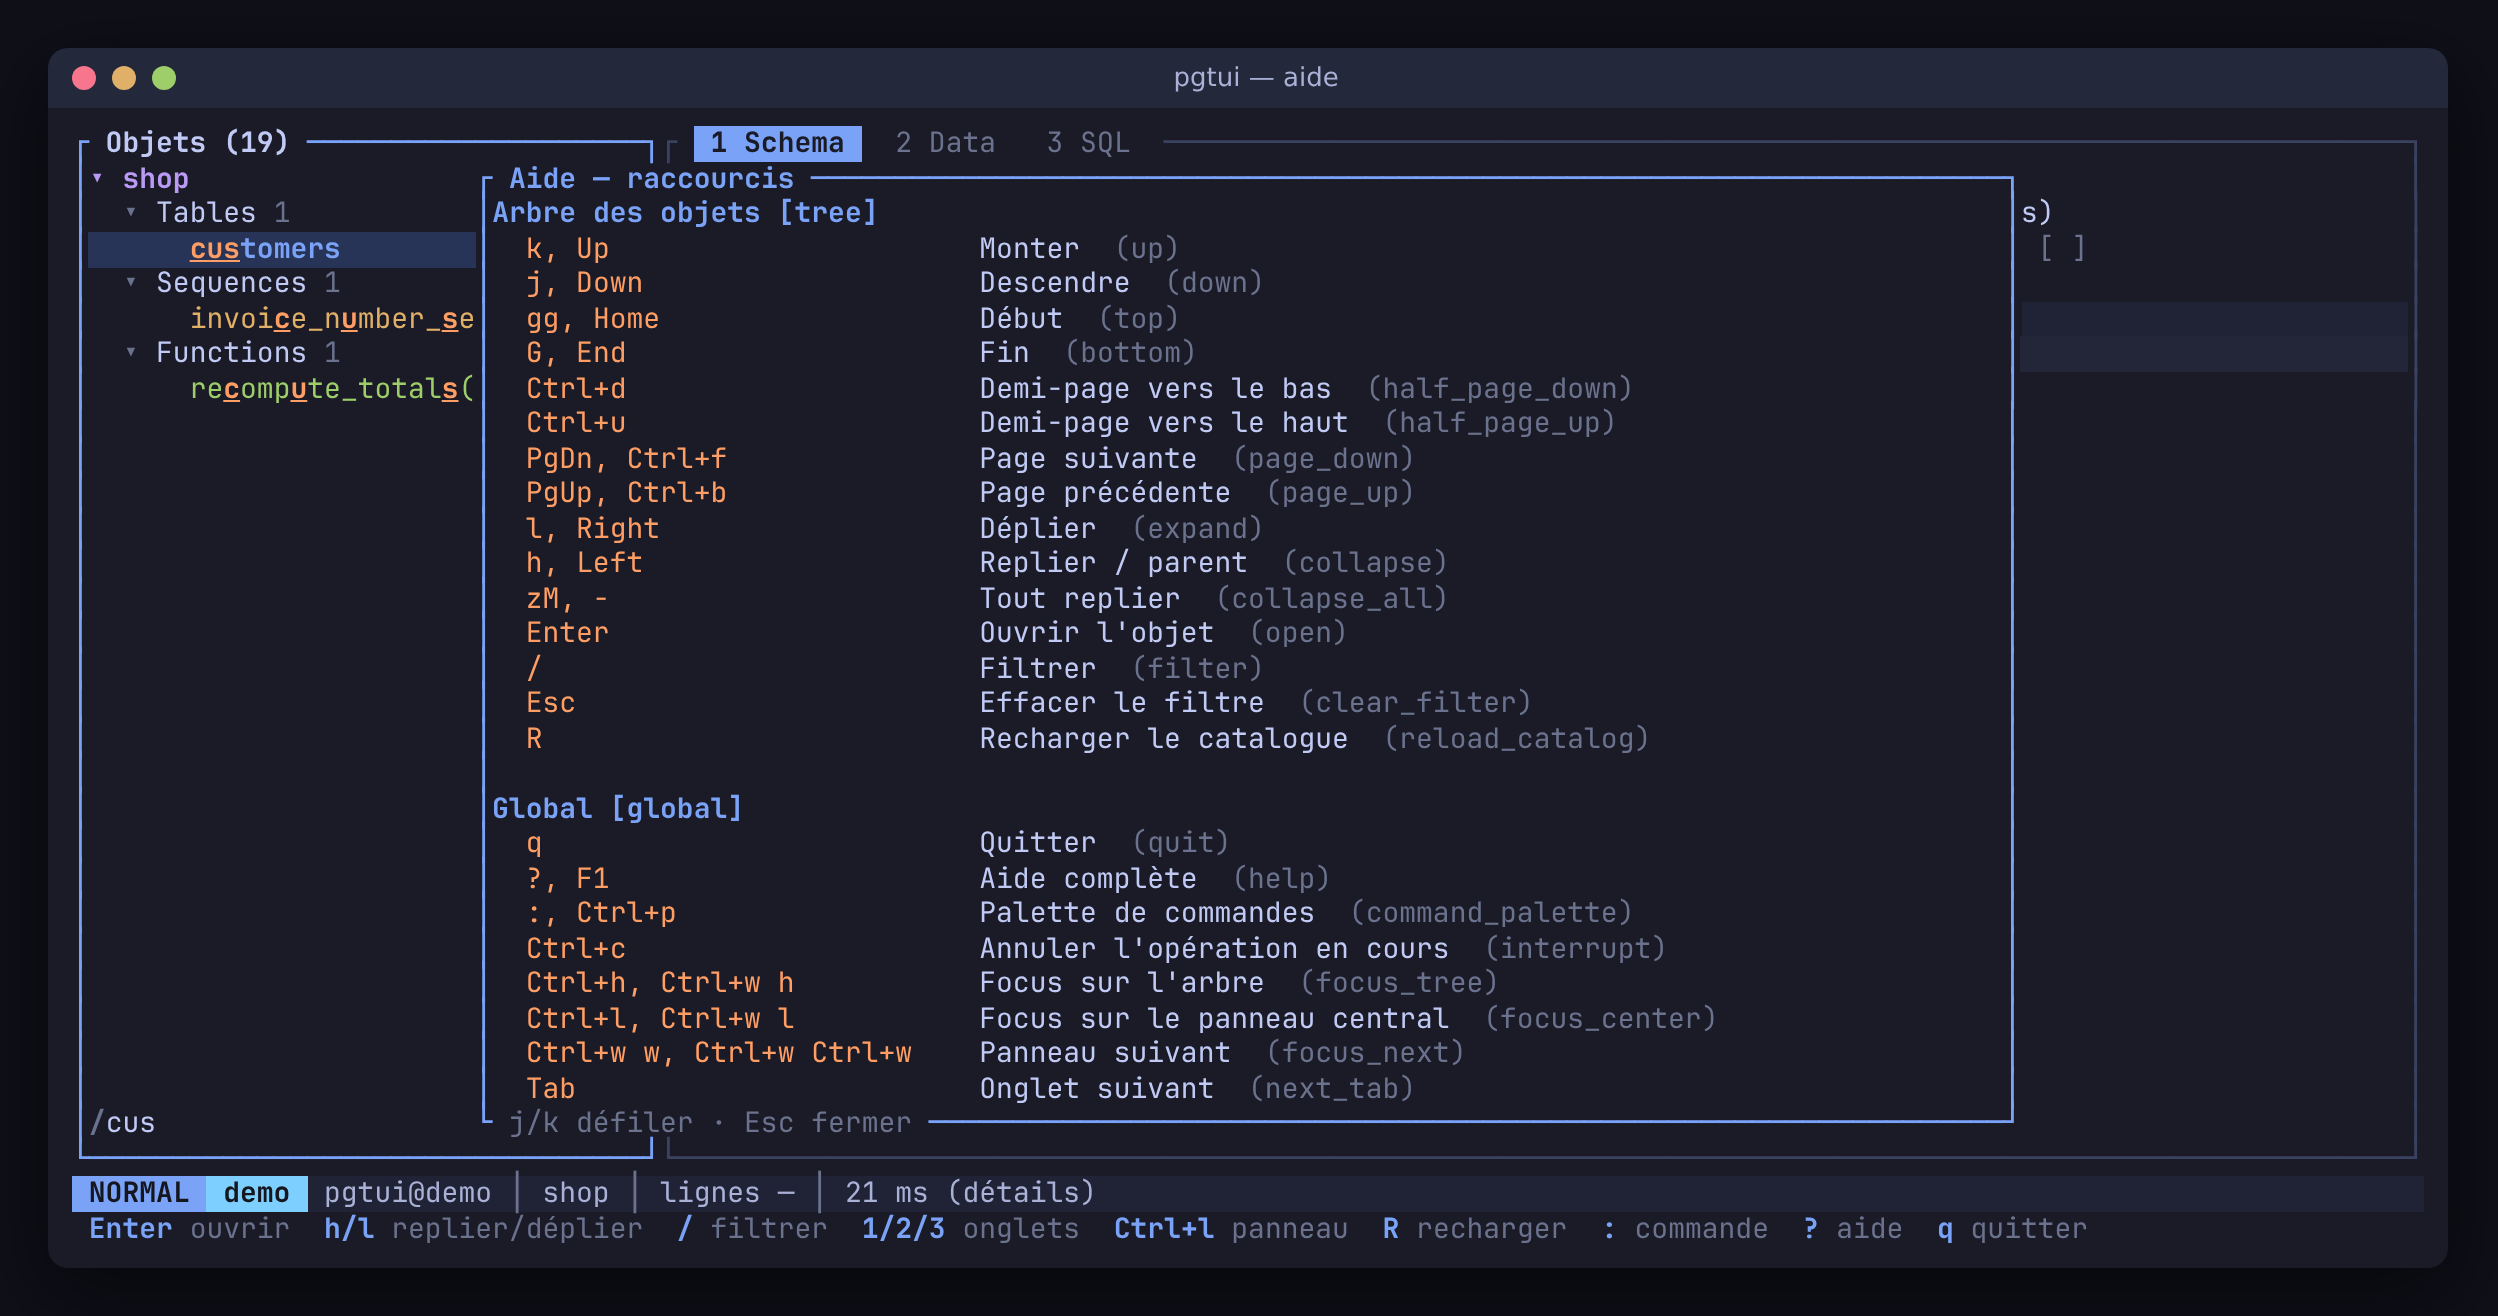 pgtui — aide
Objets (19)
1 Schema 2 Data 3 SQL
▾ shop
▾ Tables 1
customers
▾ Sequences 1
invoice_number_se
▾ Functions 1
recompute_totals(
/cus
Aide — raccourcis
Arbre des objets [tree]
k, Up Monter (up)
j, Down Descendre (down)
gg, Home Début (top)
G, End Fin (bottom)
Ctrl+d Demi-page vers le bas (half_page_down)
Ctrl+u Demi-page vers le haut (half_page_up)
PgDn, Ctrl+f Page suivante (page_down)
PgUp, Ctrl+b Page précédente (page_up)
l, Right Déplier (expand)
h, Left Replier / parent (collapse)
zM, - Tout replier (collapse_all)
Enter Ouvrir l'objet (open)
/ Filtrer (filter)
Esc Effacer le filtre (clear_filter)
R Recharger le catalogue (reload_catalog)
Global [global]
q Quitter (quit)
?, F1 Aide complète (help)
:, Ctrl+p Palette de commandes (command_palette)
Ctrl+c Annuler l'opération en cours (interrupt)
Ctrl+h, Ctrl+w h Focus sur l'arbre (focus_tree)
Ctrl+l, Ctrl+w l Focus sur le panneau central (focus_center)
Ctrl+w w, Ctrl+w Ctrl+w Panneau suivant (focus_next)
Tab Onglet suivant (next_tab)
j/k défiler · Esc fermer
s)
[ ]
NORMAL demo pgtui@demo │ shop │ lignes — │ 21 ms (détails)
Enter ouvrir h/l replier/déplier / filtrer 1/2/3 onglets Ctrl+l panneau R recharger : commande ? aide q quitter